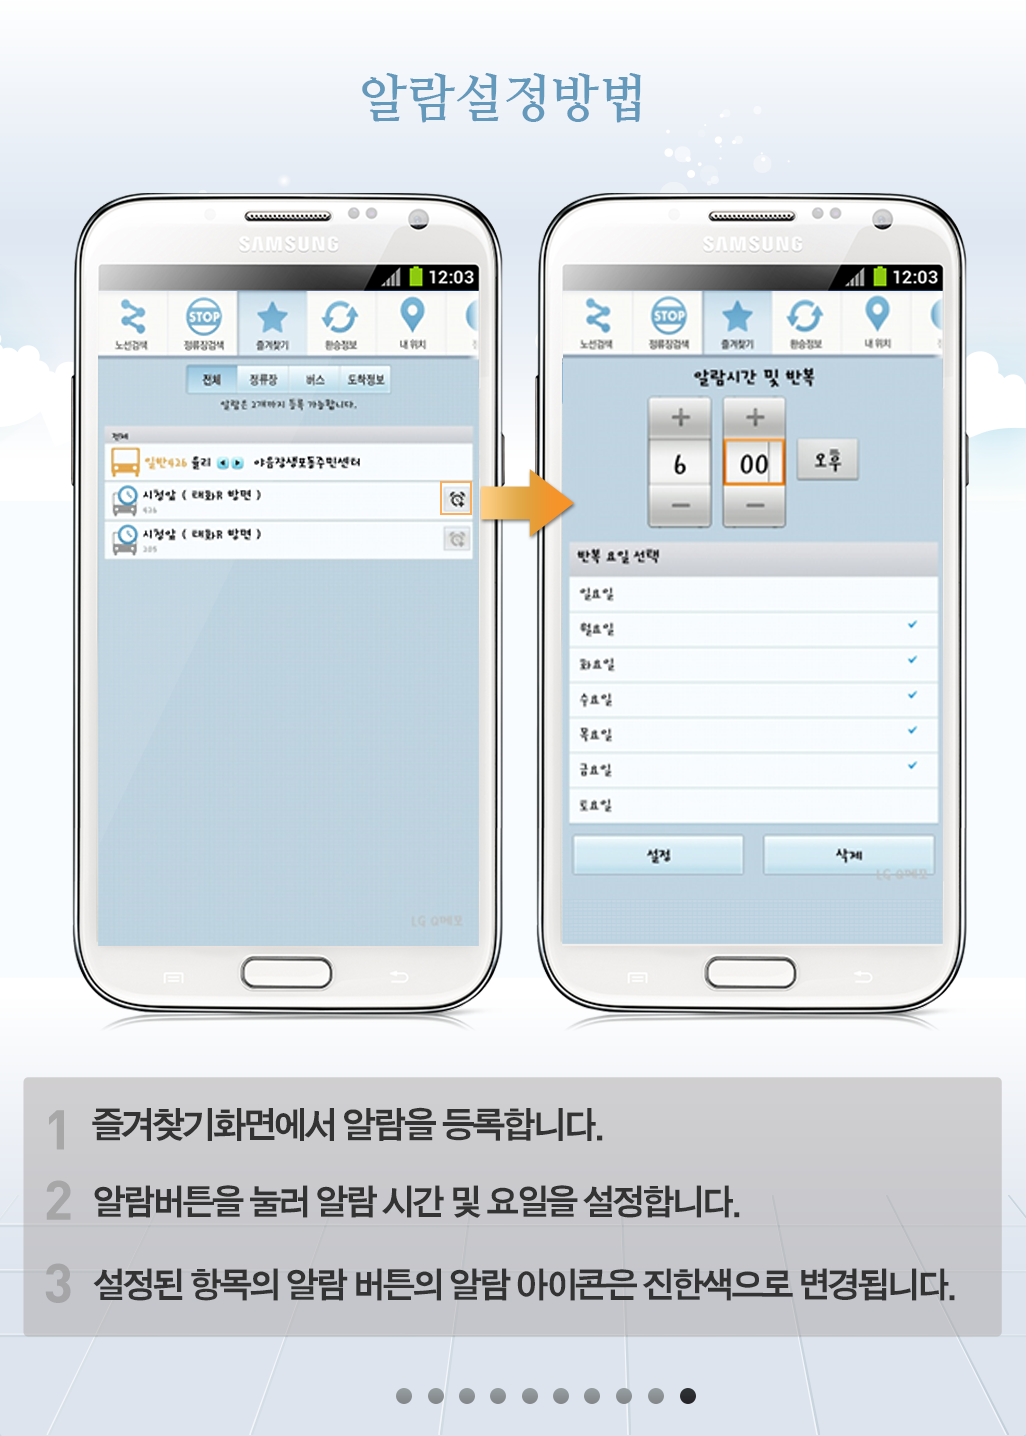 알람설정방법
SAMSUNG
12:03
노선검색 정류장검색 즐겨찾기 환승정보 내 위치
전체 정류장 버스 도착정보
알람은 2개까지 등록 가능합니다.
전체
일반426 율리 야음장생포동주민센터
시청앞 ( 태화R 방면 )
426
시청앞 ( 태화R 방면 )
205
LG Q메모
SAMSUNG
12:03
노선검색 정류장검색 즐겨찾기 환승정보 내 위치
알람시간 및 반복
+ +
6 00 오후
- -
반복 요일 선택
일요일
월요일
화요일
수요일
목요일
금요일
토요일
설정 삭제
LG Q메모
1 즐겨찾기화면에서 알람을 등록합니다.
2 알람버튼을 눌러 알람 시간 및 요일을 설정합니다.
3 설정된 항목의 알람 버튼의 알람 아이콘은 진한색으로 변경됩니다.